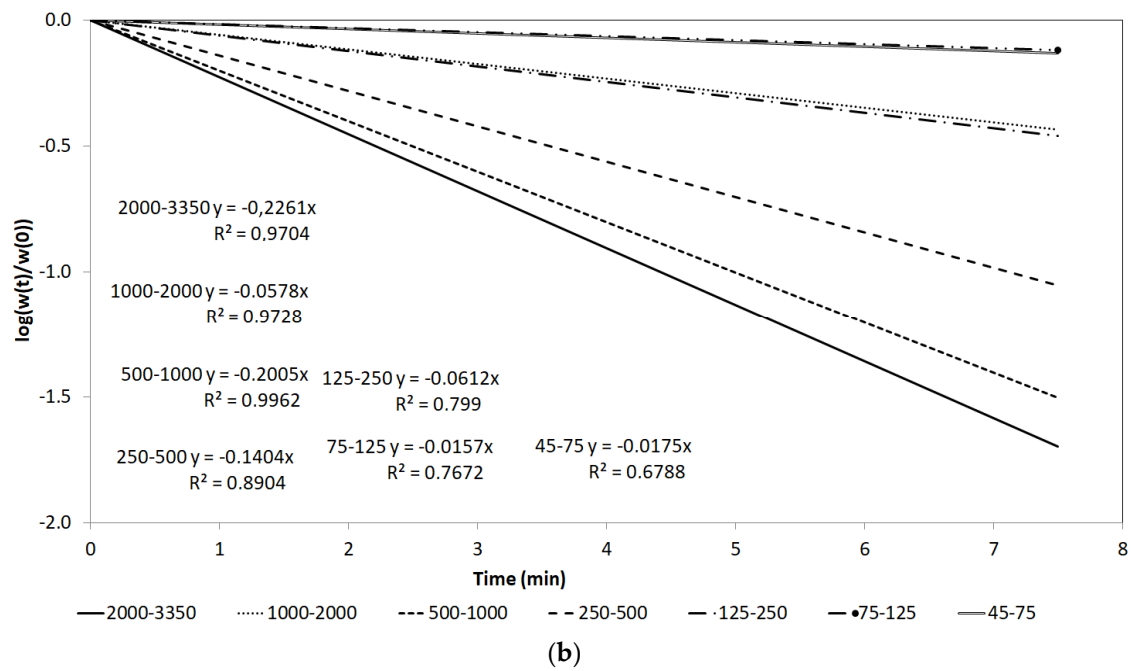 0.0
-0.5
-1.0
-1.5
-2.0
log(w(t)/w(0))
2000-3350 y = -0,2261x
R² = 0,9704
1000-2000 y = -0.0578x
R² = 0.9728
500-1000 y = -0.2005x
R² = 0.9962
125-250 y = -0.0612x
R² = 0.799
250-500 y = -0.1404x
R² = 0.8904
75-125 y = -0.0157x
R² = 0.7672
45-75 y = -0.0175x
R² = 0.6788
0 1 2 3 4 5 6 7 8
Time (min)
2000-3350 1000-2000 500-1000 250-500 125-250 75-125 45-75
(b)